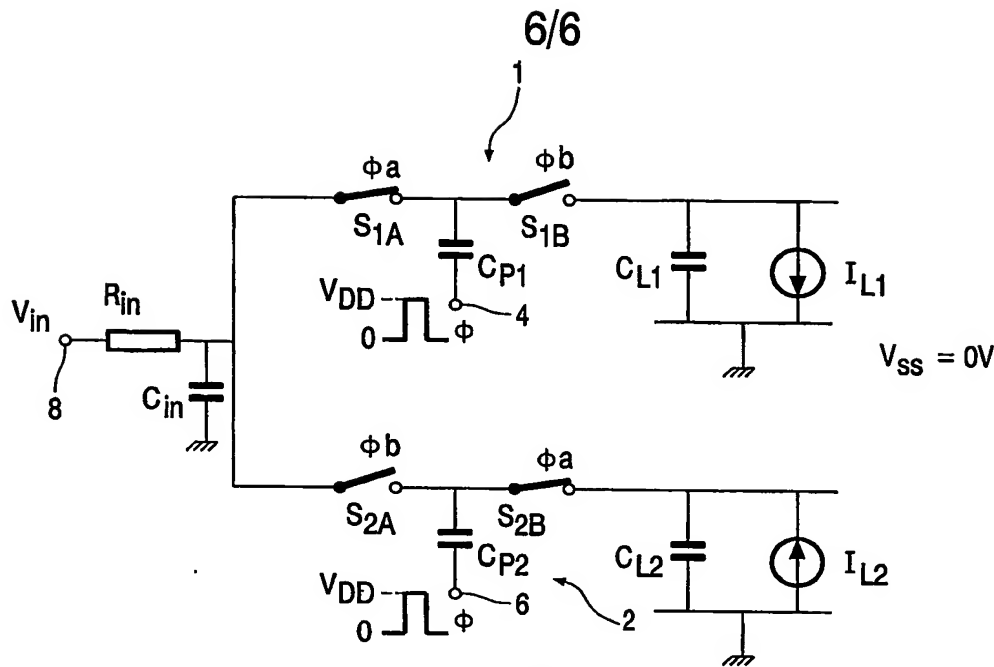 6/6
1
Φa
Φb
S1A
S1B
CP1
CL1
IL1
VDD
0
Φ
4
Vin
Rin
8
Cin
VSS = 0V
Φb
Φa
S2A
S2B
CP2
CL2
IL2
VDD
0
Φ
6
2